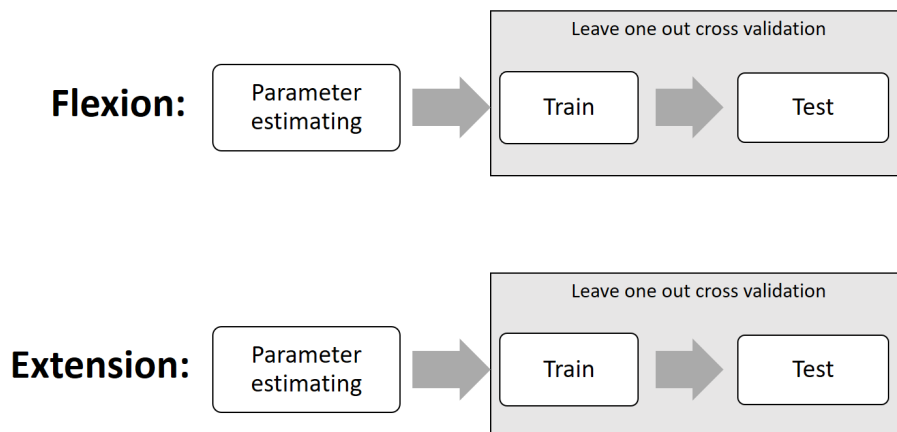 Leave one out cross validation
Flexion:
Parameter
estimating
Train
Test
Leave one out cross validation
Extension:
Parameter
estimating
Train
Test